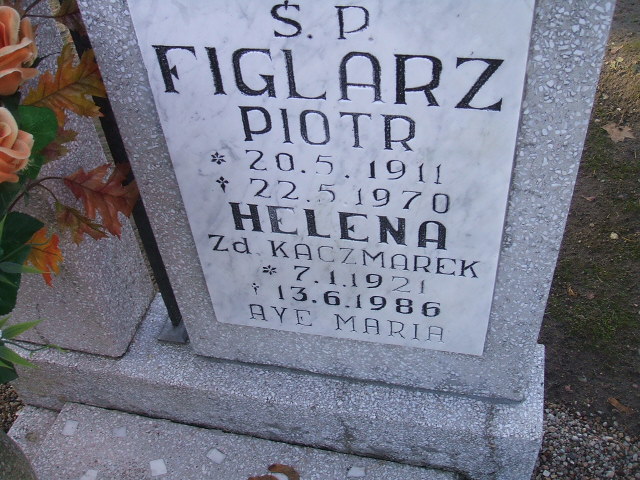 Ś. P.
FIGLARZ
PIOTR
* 20.5.1911
† 22.5.1970
HELENA
Zd. KACZMAREK
* 7.1.1921
† 13.6.1986
AVE MARIA